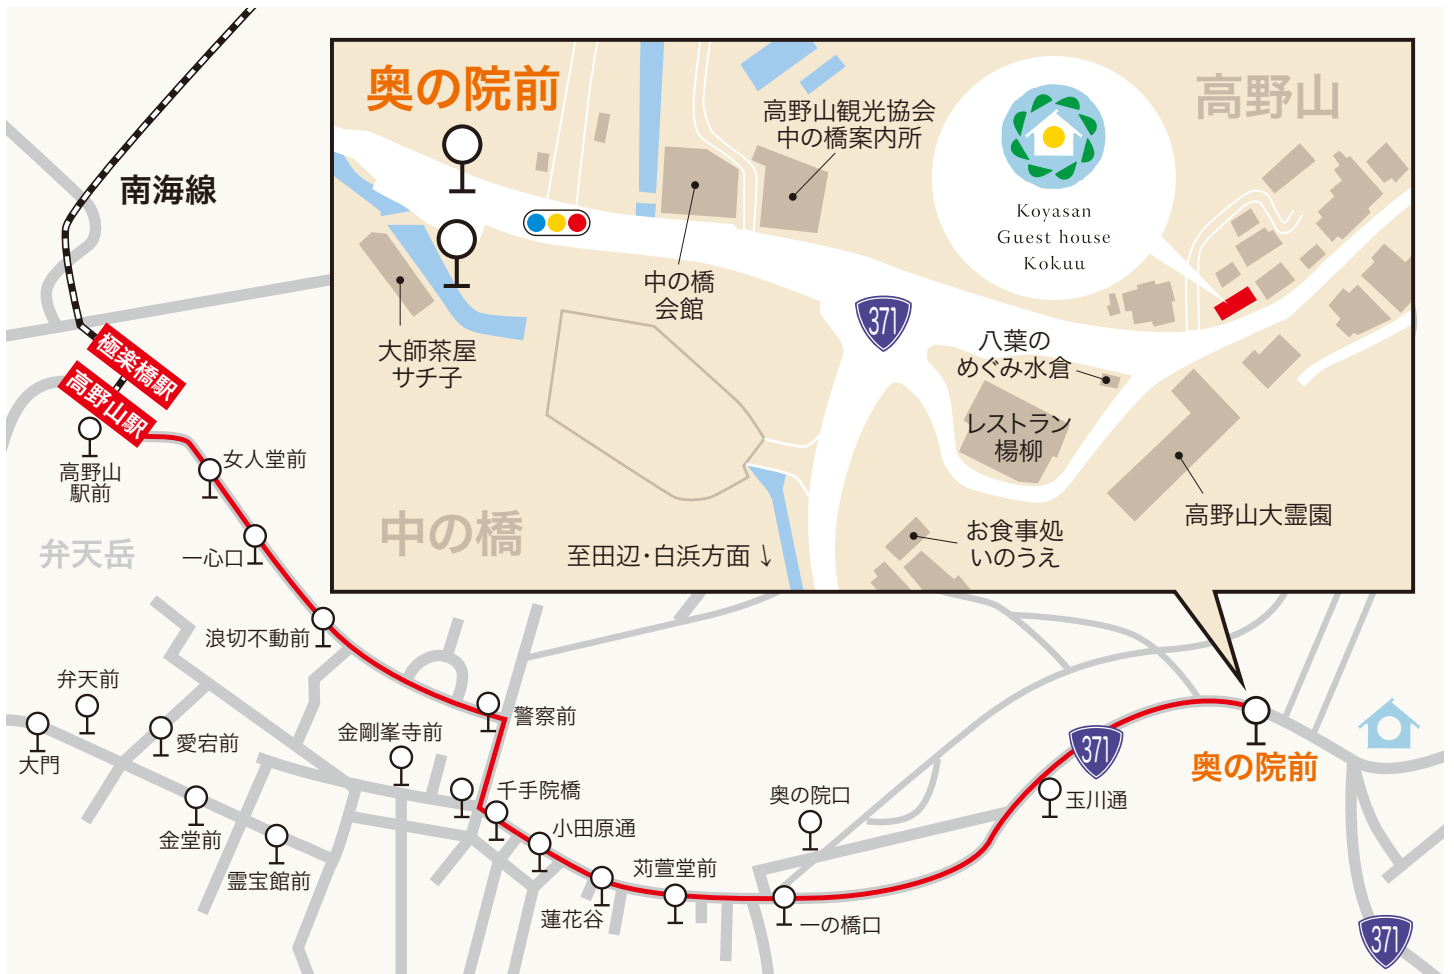 南海線
極楽橋駅
高野山駅
高野山
駅前
女人堂前
一心口
弁天岳
浪切不動前
弁天前
大門
愛宕前
金堂前
霊宝館前
金剛峯寺前
警察前
千手院橋
小田原通
蓮花谷
苅萱堂前
奥の院口
一の橋口
玉川通
371
奥の院前
371
奥の院前
高野山観光協会
中の橋案内所
高野山
Koyasan
Guest house
Kokuu
中の橋
会館
大師茶屋
サチ子
371
八葉の
めぐみ水倉
レストラン
楊柳
高野山大霊園
中の橋
至田辺・白浜方面 ↓
お食事処
いのうえ